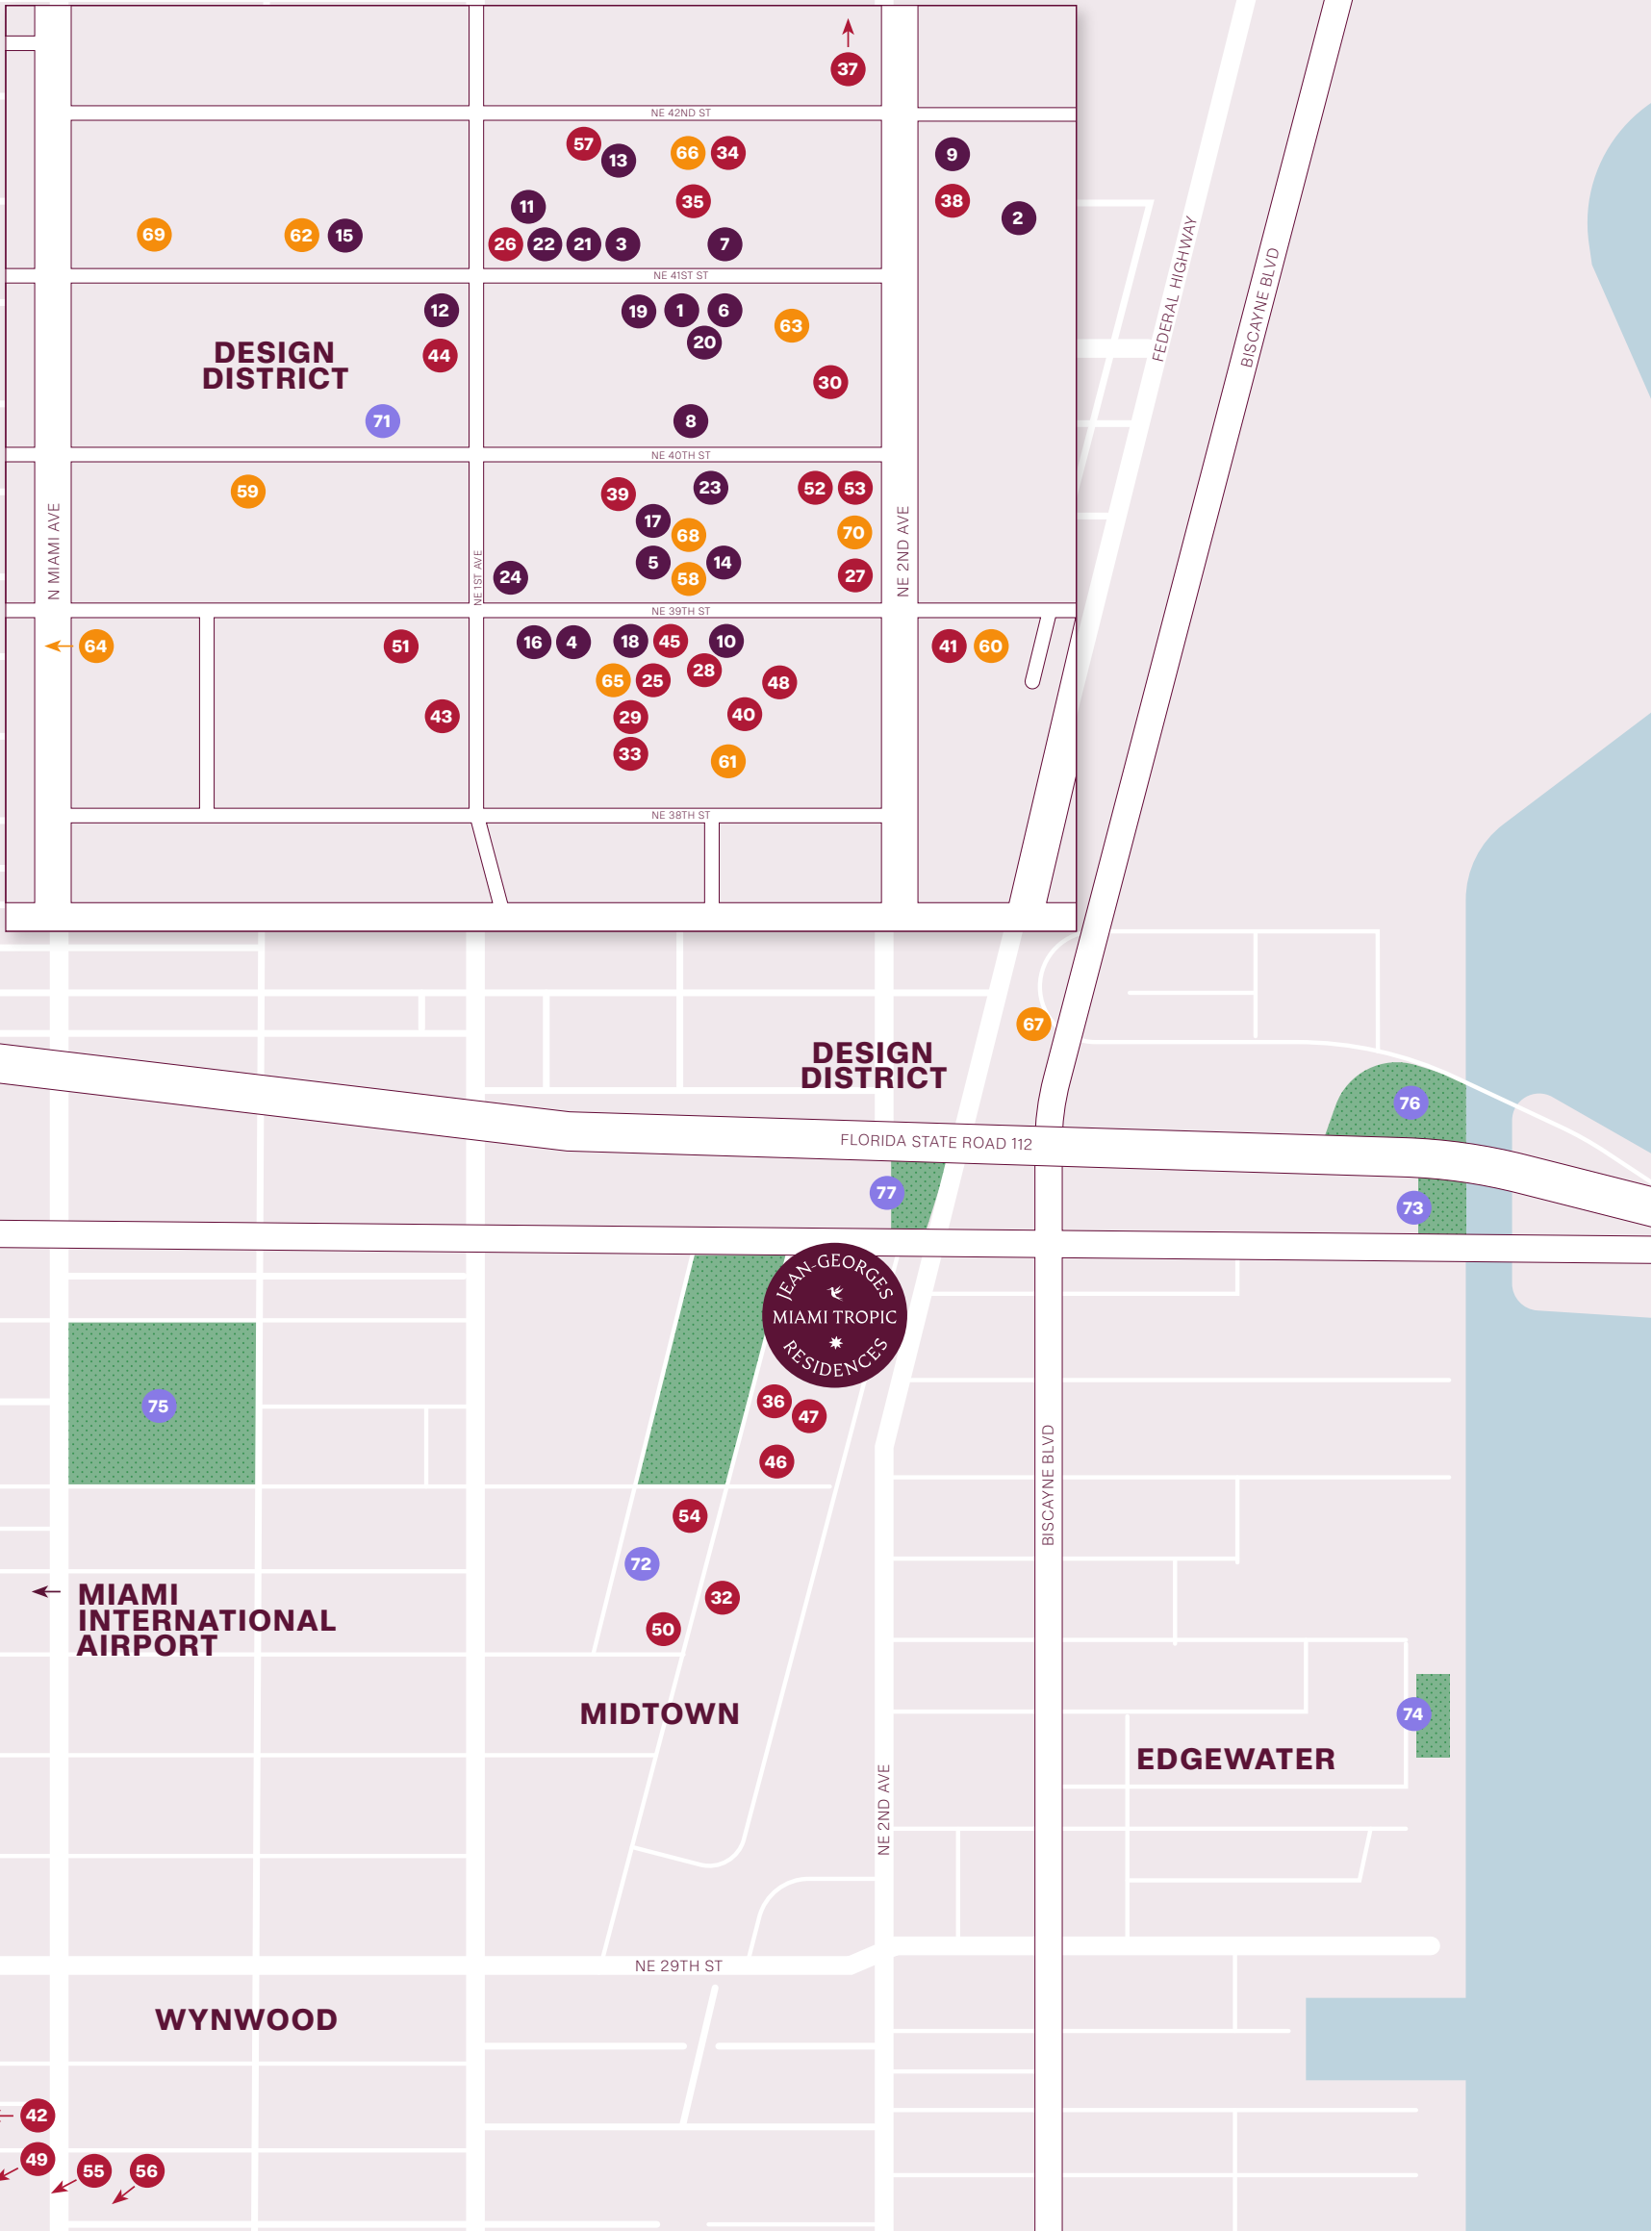 37
NE 42ND ST
57
13
66
34
9
35
38
11
2
69
62
15
26
22
21
3
7
NE 41ST ST
12
19
1
6
63
20
44
DESIGN
DISTRICT
30
71
8
FEDERAL HIGHWAY
BISCAYNE BLVD
NE 40TH ST
59
39
23
52
53
17
68
70
5
14
58
24
27
N MIAMI AVE
NE 1ST AVE
NE 2ND AVE
NE 39TH ST
64
51
16
4
18
45
10
41
60
28
65
25
48
43
29
40
33
61
NE 38TH ST
67
DESIGN
DISTRICT
76
FLORIDA STATE ROAD 112
77
73
JEAN-GEORGES
MIAMI TROPIC
RESIDENCES
75
36
47
46
BISCAYNE BLVD
54
72
32
50
MIAMI
INTERNATIONAL
AIRPORT
MIDTOWN
74
EDGEWATER
NE 2ND AVE
NE 29TH ST
WYNWOOD
42
49
55
56